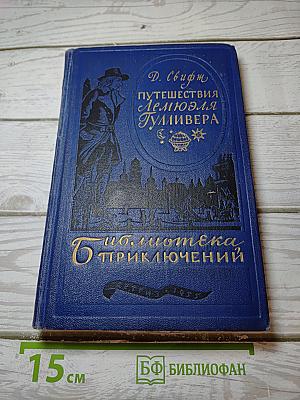 Д. Свифт
ПУТЕШЕСТВИЯ
Лемюэля
Гулливера
Библиотека
ПРИКЛЮЧЕНИЙ
15 см
БФ БИБЛИОФАН